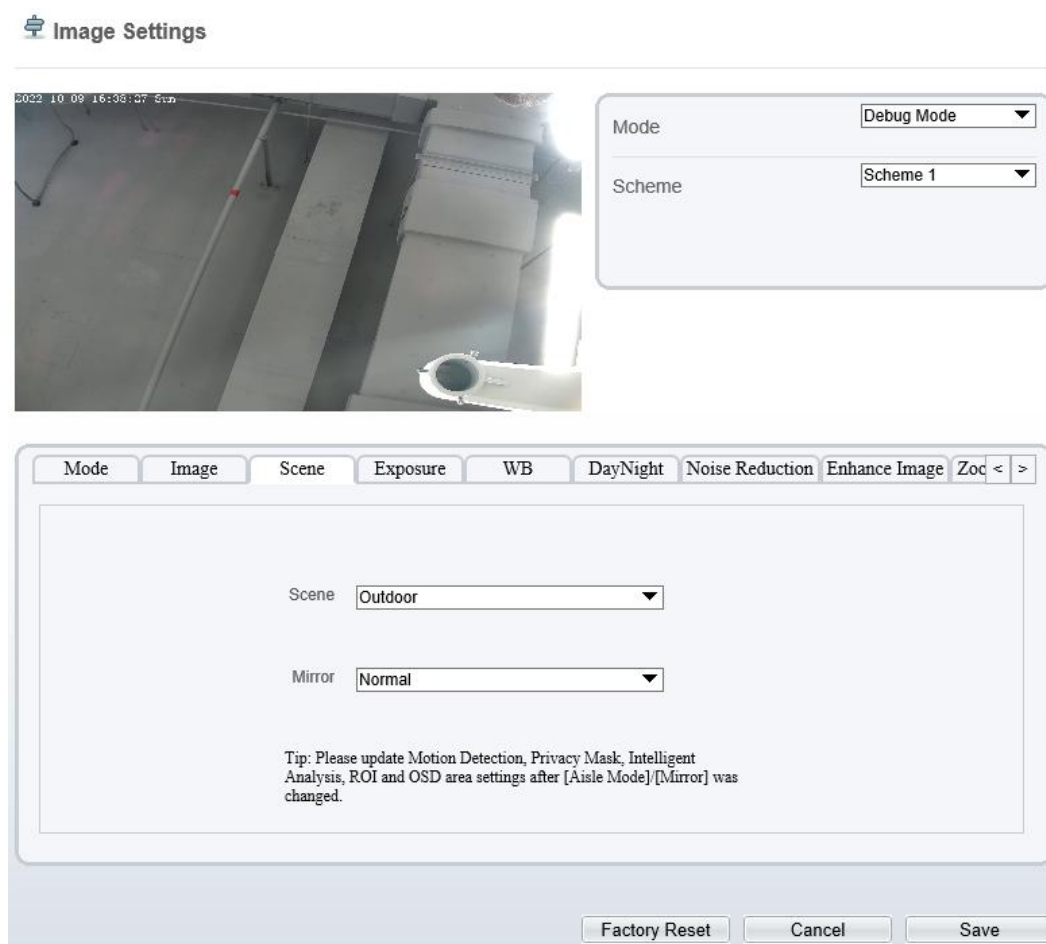 Image Settings
2022 10 09 16:38:27 Sun
Mode
Debug Mode
Scheme
Scheme 1
Mode
Image
Scene
Exposure
WB
DayNight
Noise Reduction
Enhance Image
Zoo
<
>
Scene
Outdoor
Mirror
Normal
Tip: Please update Motion Detection, Privacy Mask, Intelligent
Analysis, ROI and OSD area settings after [Aisle Mode]/[Mirror] was
changed.
Factory Reset
Cancel
Save